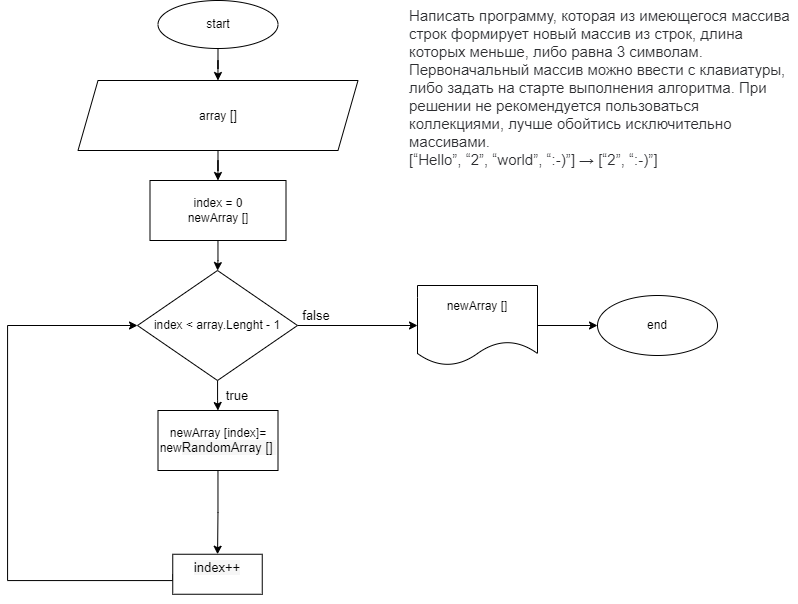 start
Написать программу, которая из имеющегося массива
строк формирует новый массив из строк, длина
которых меньше, либо равна 3 символам.
Первоначальный массив можно ввести с клавиатуры,
либо задать на старте выполнения алгоритма. При
решении не рекомендуется пользоваться
коллекциями, лучше обойтись исключительно
массивами.
[“Hello”, “2”, “world”, “:-)”] → [“2”, “:-)”]
array []
index = 0
newArray []
index < array.Lenght - 1
false
newArray []
end
true
newArray [index]=
newRandomArray []
index++